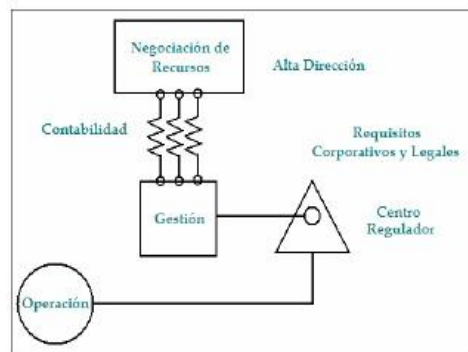 Negociación de
Recursos
Alta Dirección
Contabilidad
Requisitos
Corporativos y Legales
Gestión
Centro
Regulador
Operación